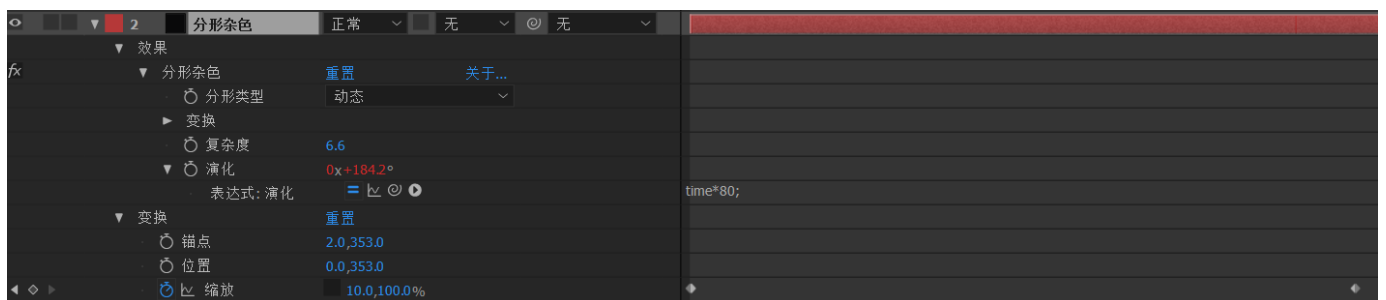 2 分形杂色 正常 无 无
效果
fx 分形杂色 重置 关于...
分形类型 动态
变换
复杂度 6.6
演化 0x+184.2°
表达式: 演化 time*80;
变换 重置
锚点 2.0,353.0
位置 0.0,353.0
缩放 10.0,100.0%